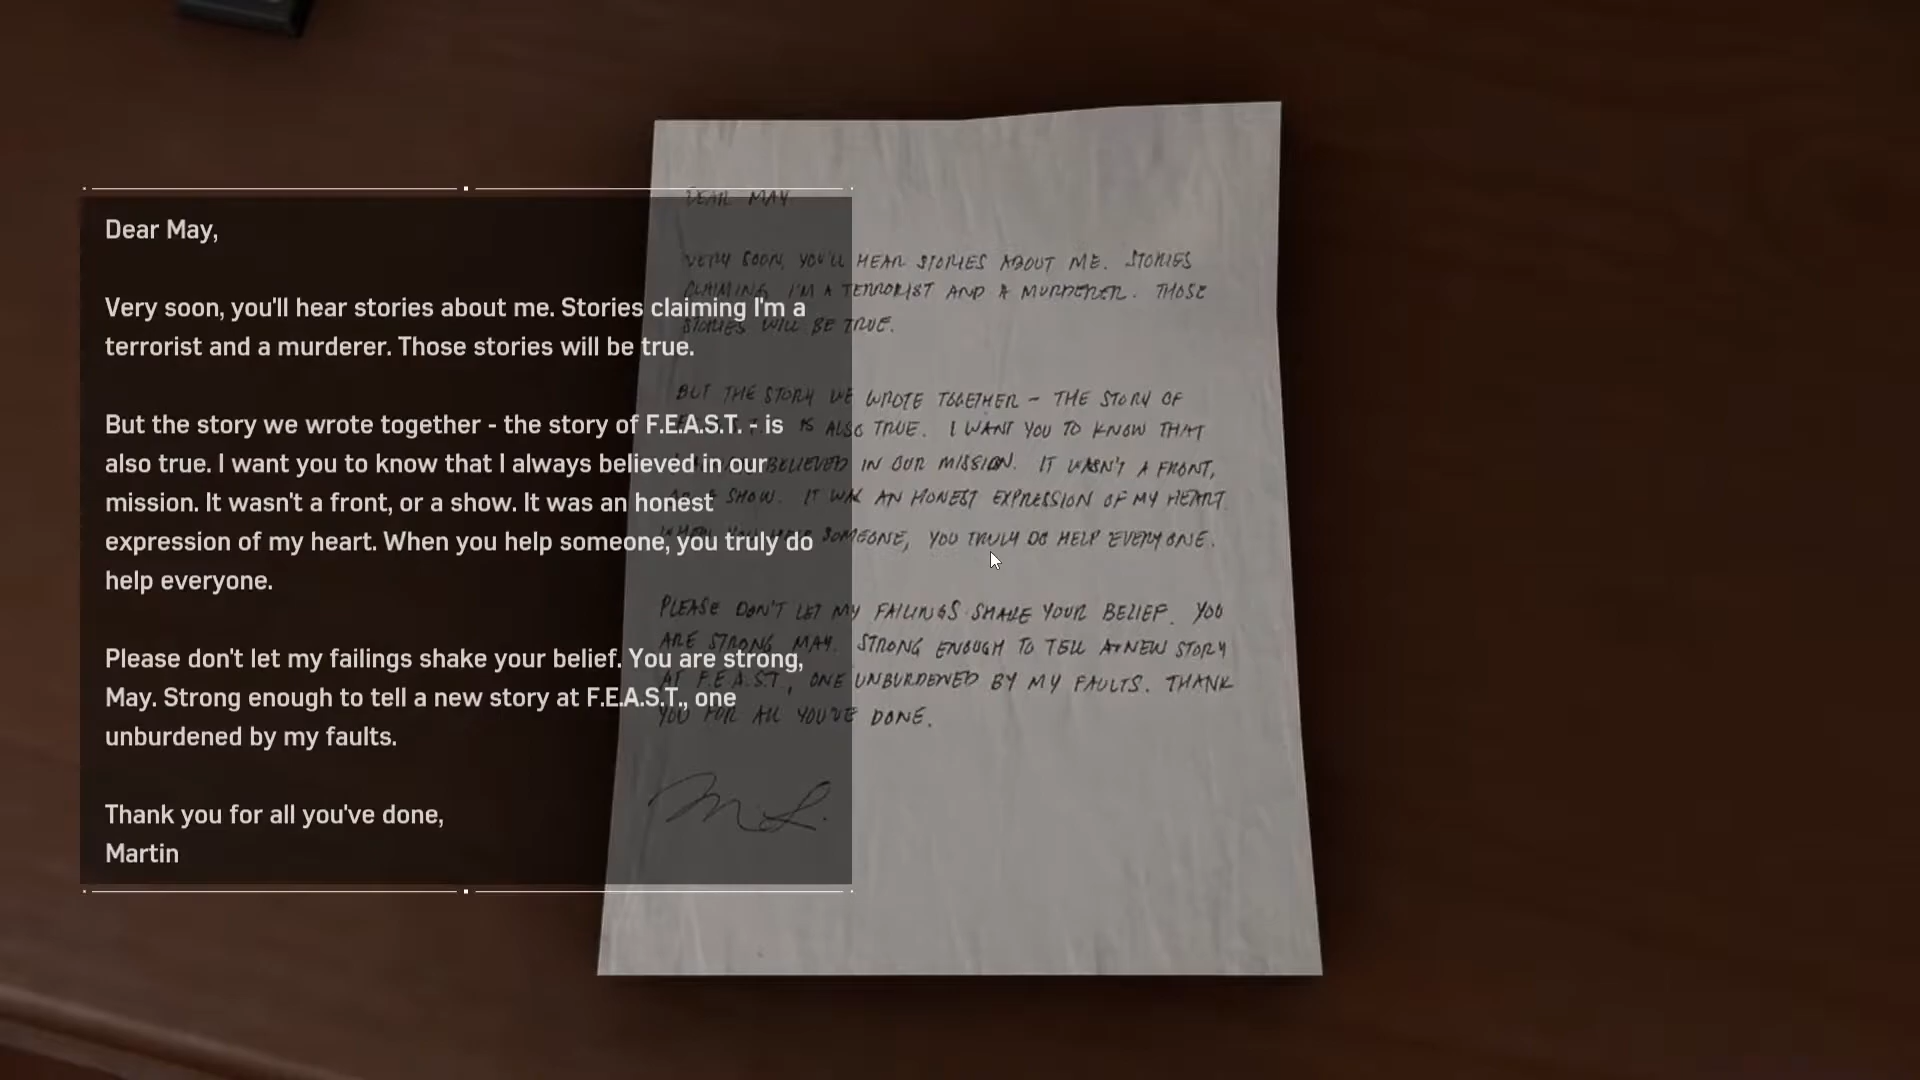 Dear May,
Very soon, you'll hear stories about me. Stories claiming I'm a
terrorist and a murderer. Those stories will be true.
But the story we wrote together - the story of F.E.A.S.T. - is
also true. I want you to know that I always believed in our
mission. It wasn't a front, or a show. It was an honest
expression of my heart. When you help someone, you truly do
help everyone.
Please don't let my failings shake your belief. You are strong,
May. Strong enough to tell a new story at F.E.A.S.T., one
unburdened by my faults.
Thank you for all you've done,
Martin
DEAR MAY
VERY SOON, YOU'LL HEAR STORIES ABOUT ME. STORIES
CLAIMING I'M A TERRORIST AND A MURDERER. THOSE
STORIES WILL BE TRUE.
BUT THE STORY WE WROTE TOGETHER - THE STORY OF
IS ALSO TRUE. I WANT YOU TO KNOW THAT
BELIEVED IN OUR MISSION. IT WASN'T A FRONT,
SHOW. IT WAS AN HONEST EXPRESSION OF MY HEART.
SOMEONE, YOU TRULY DO HELP EVERYONE.
PLEASE DON'T LET MY FAILINGS SHAKE YOUR BELIEF. YOU
ARE STRONG MAY. STRONG ENOUGH TO TELL A NEW STORY
AT F.E.A.S.T., ONE UNBURDENED BY MY FAULTS. THANK
YOU FOR ALL YOU'VE DONE.